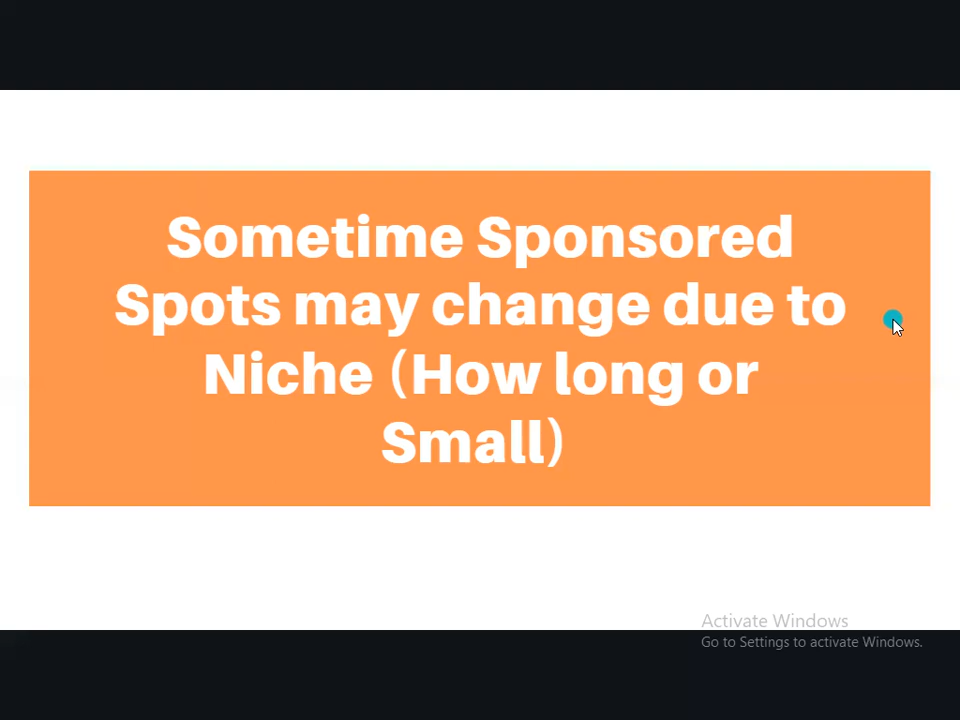 Sometime Sponsored
Spots may change due to
Niche (How long or
Small)
Activate Windows
Go to Settings to activate Windows.